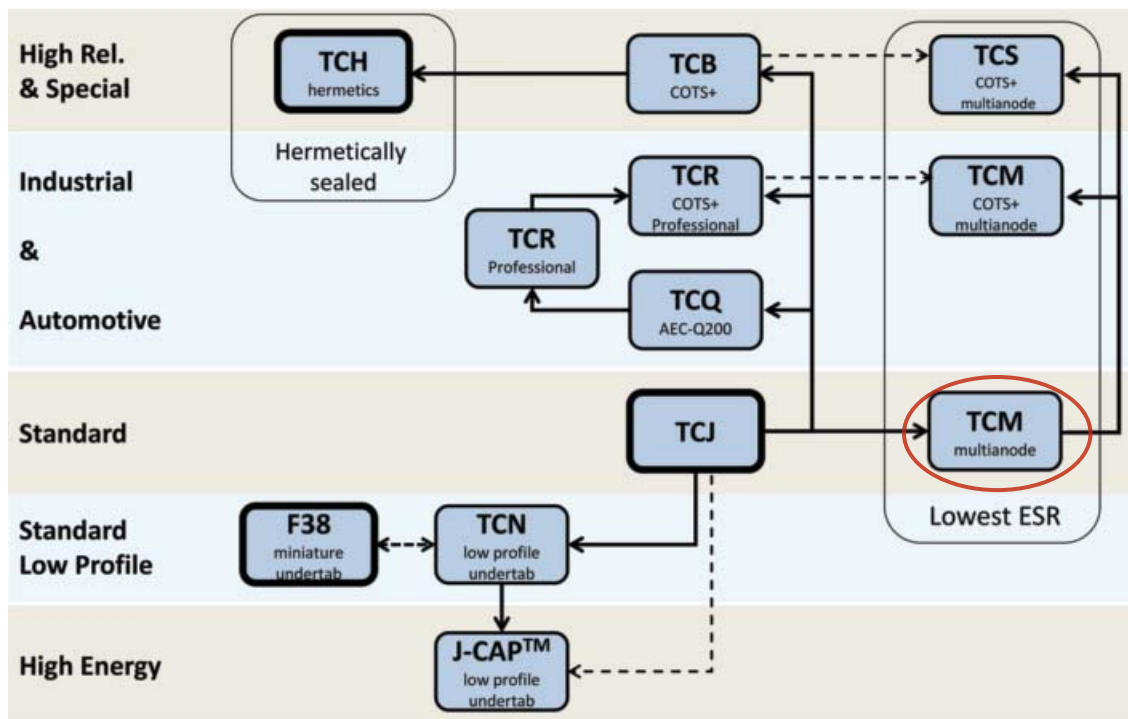 High Rel.
& Special
TCH
hermetics
Hermetically
sealed
TCB
COTS+
TCS
COTS+
multianode
Industrial
&
Automotive
TCR
Professional
TCR
COTS+
Professional
TCM
COTS+
multianode
TCQ
AEC-Q200
Standard
TCJ
TCM
multianode
Lowest ESR
Standard
Low Profile
F38
miniature
undertab
TCN
low profile
undertab
High Energy
J-CAP™
low profile
undertab